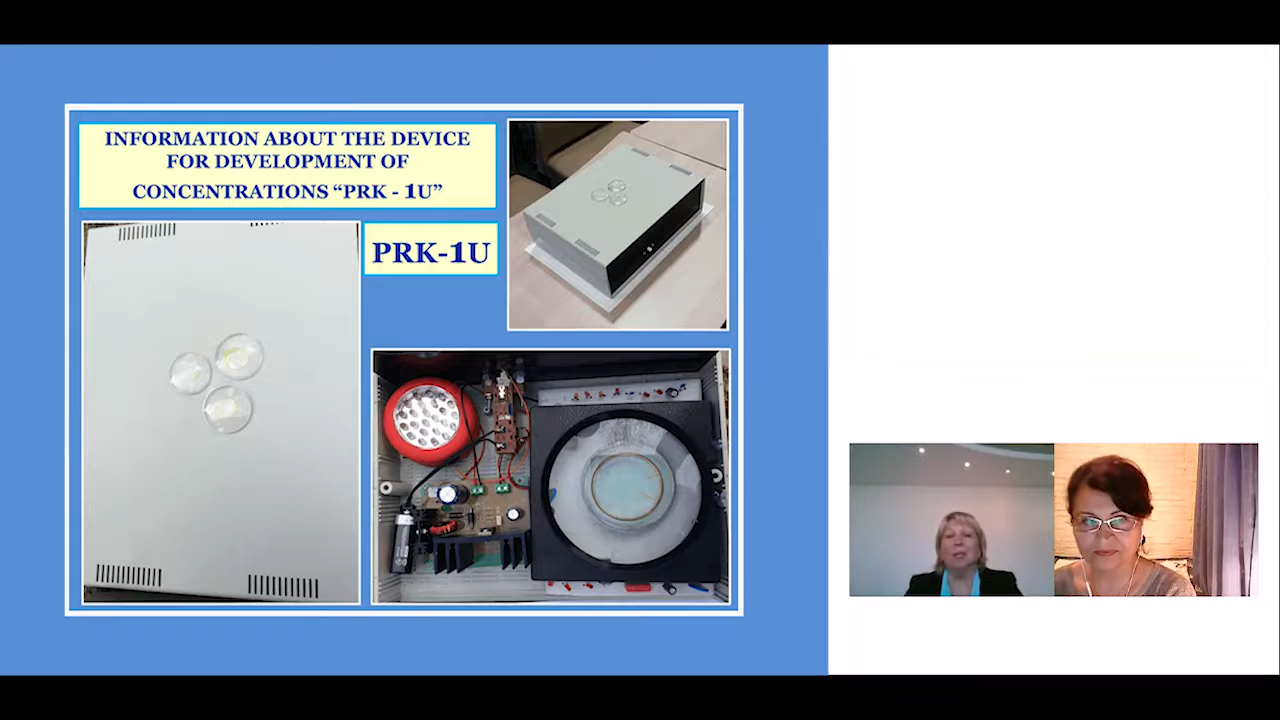 INFORMATION ABOUT THE DEVICE
FOR DEVELOPMENT OF
CONCENTRATIONS “PRK - 1U”
PRK-1U